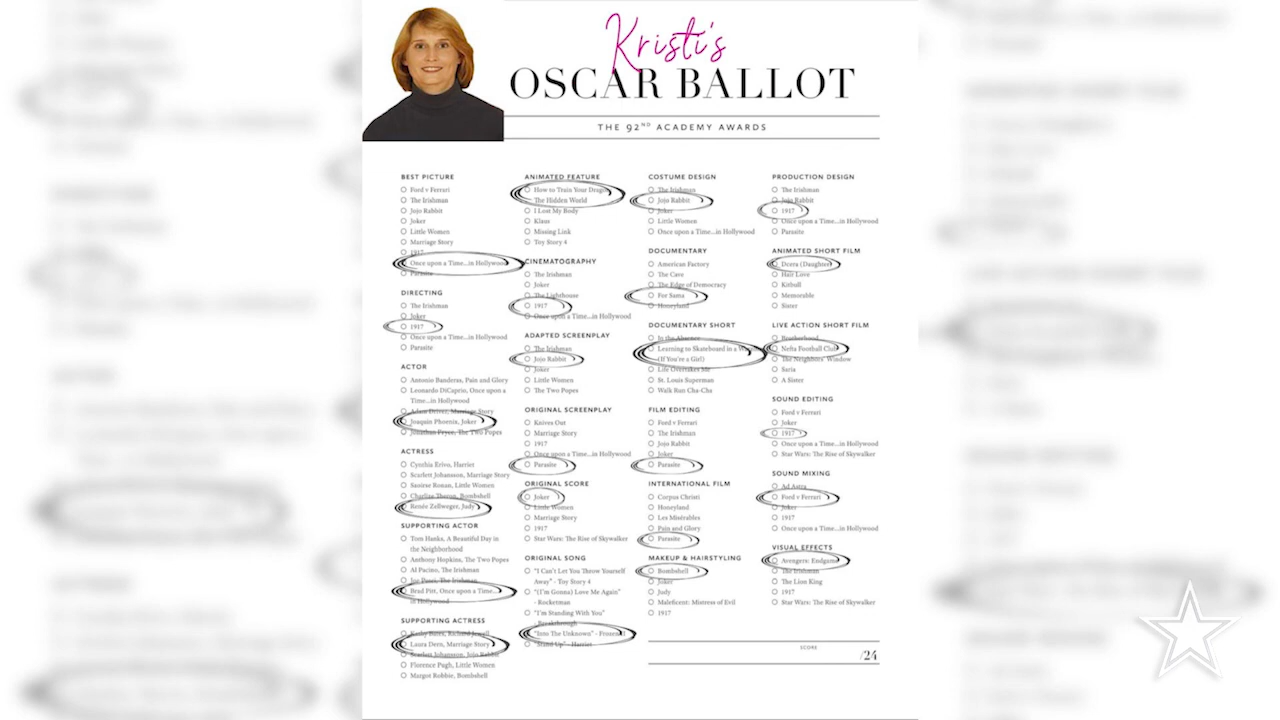 Kristi's
OSCAR BALLOT
THE 92ND ACADEMY AWARDS
BEST PICTURE
Ford v Ferrari
The Irishman
Jojo Rabbit
Joker
Little Women
Marriage Story
1917
Once upon a Time...in Hollywood
Parasite
DIRECTING
The Irishman
Joker
1917
Once upon a Time...in Hollywood
Parasite
ACTOR
Antonio Banderas, Pain and Glory
Leonardo DiCaprio, Once upon a
Time...in Hollywood
Adam Driver, Marriage Story
Joaquin Phoenix, Joker
Jonathan Pryce, The Two Popes
ACTRESS
Cynthia Erivo, Harriet
Scarlett Johansson, Marriage Story
Saoirse Ronan, Little Women
Charlize Theron, Bombshell
Renée Zellweger, Judy
SUPPORTING ACTOR
Tom Hanks, A Beautiful Day in
the Neighborhood
Anthony Hopkins, The Two Popes
Al Pacino, The Irishman
Joe Pesci, The Irishman
Brad Pitt, Once upon a Time...
in Hollywood
SUPPORTING ACTRESS
Kathy Bates, Richard Jewell
Laura Dern, Marriage Story
Scarlett Johansson, Jojo Rabbit
Florence Pugh, Little Women
Margot Robbie, Bombshell
ANIMATED FEATURE
How to Train Your Dragon
The Hidden World
I Lost My Body
Klaus
Missing Link
Toy Story 4
CINEMATOGRAPHY
The Irishman
Joker
The Lighthouse
1917
Once upon a Time...in Hollywood
ADAPTED SCREENPLAY
The Irishman
Jojo Rabbit
Joker
Little Women
The Two Popes
ORIGINAL SCREENPLAY
Knives Out
Marriage Story
1917
Once upon a Time...in Hollywood
Parasite
ORIGINAL SCORE
Joker
Little Women
Marriage Story
1917
Star Wars: The Rise of Skywalker
ORIGINAL SONG
"I Can't Let You Throw Yourself
Away" - Toy Story 4
"(I'm Gonna) Love Me Again"
- Rocketman
"I'm Standing With You"
- Breakthrough
"Into The Unknown" - Frozen II
"Stand Up" - Harriet
COSTUME DESIGN
The Irishman
Jojo Rabbit
Joker
Little Women
Once upon a Time...in Hollywood
DOCUMENTARY
American Factory
The Cave
The Edge of Democracy
For Sama
Honeyland
DOCUMENTARY SHORT
In the Absence
Learning to Skateboard in a
(If You're a Girl)
Life Overtakes Me
St. Louis Superman
Walk Run Cha-Cha
FILM EDITING
Ford v Ferrari
The Irishman
Jojo Rabbit
Joker
Parasite
INTERNATIONAL FILM
Corpus Christi
Honeyland
Les Misérables
Pain and Glory
Parasite
MAKEUP & HAIRSTYLING
Bombshell
Joker
Judy
Maleficent: Mistress of Evil
1917
PRODUCTION DESIGN
The Irishman
Jojo Rabbit
1917
Once upon a Time...in Hollywood
Parasite
ANIMATED SHORT FILM
Dcera (Daughter)
Hair Love
Kitbull
Memorable
Sister
LIVE ACTION SHORT FILM
Brotherhood
Nefta Football Club
The Neighbors' Window
Saria
A Sister
SOUND EDITING
Ford v Ferrari
Joker
1917
Once upon a Time...in Hollywood
Star Wars: The Rise of Skywalker
SOUND MIXING
Ad Astra
Ford v Ferrari
Joker
1917
Once upon a Time...in Hollywood
VISUAL EFFECTS
Avengers: Endgame
The Irishman
The Lion King
1917
Star Wars: The Rise of Skywalker
SCORE
/24